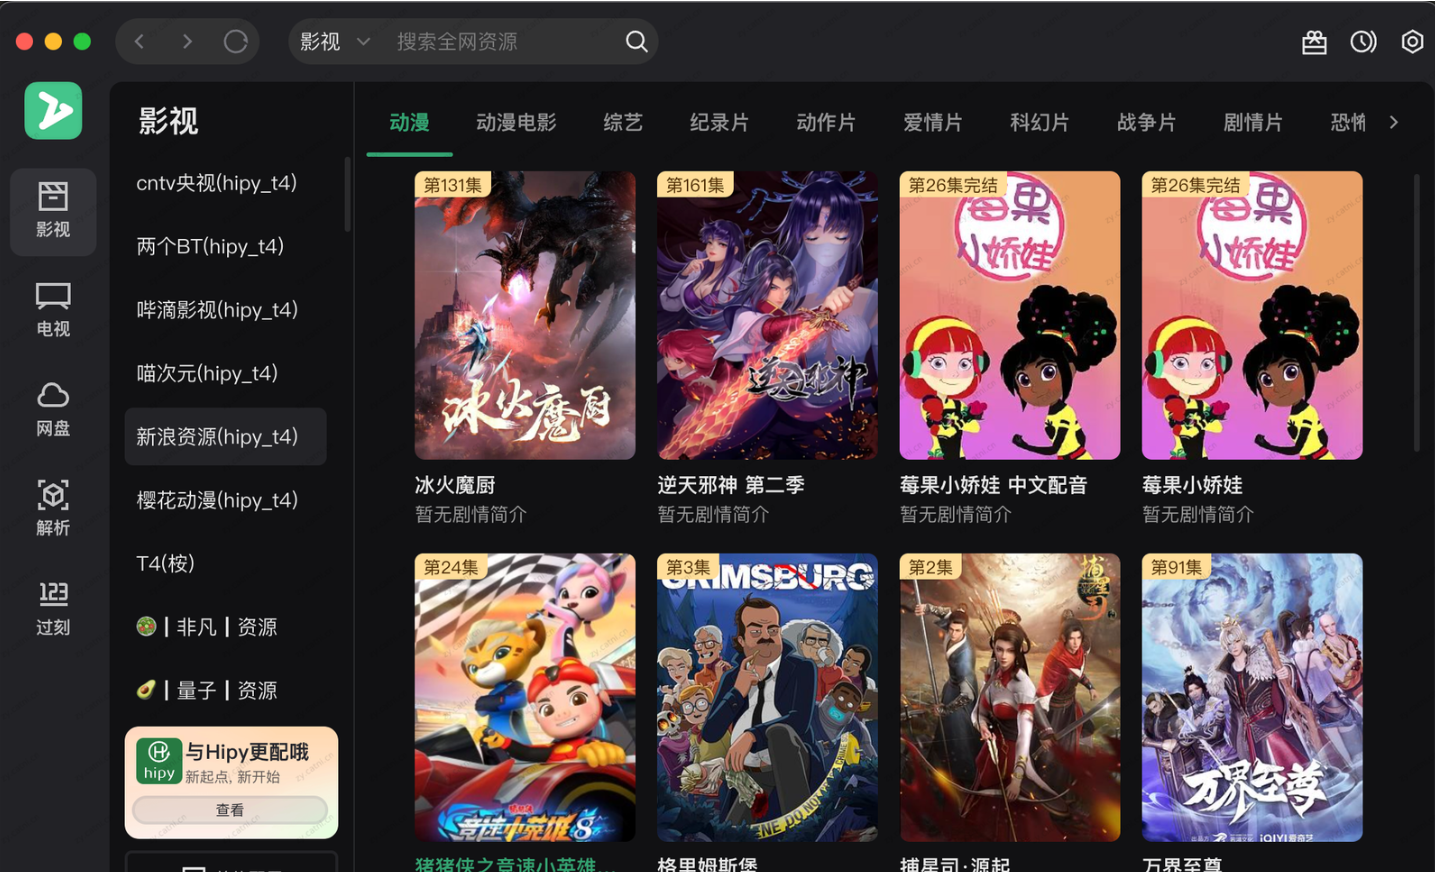 影视
搜索全网资源
影视
电视
网盘
解析
123
过刻
影视
cntv央视(hipy_t4)
两个BT(hipy_t4)
哔滴影视(hipy_t4)
喵次元(hipy_t4)
新浪资源(hipy_t4)
樱花动漫(hipy_t4)
T4(桉)
┃非凡┃资源
┃量子┃资源
hipy
与Hipy更配哦
新起点, 新开始
查看
动漫 动漫电影 综艺 纪录片 动作片 爱情片 科幻片 战争片 剧情片 恐怖
第131集
冰火魔厨
冰火魔厨
暂无剧情简介
第161集
逆天邪神
逆天邪神 第二季
暂无剧情简介
第26集完结
莓果
小娇娃
莓果小娇娃 中文配音
暂无剧情简介
第26集完结
莓果
小娇娃
莓果小娇娃
暂无剧情简介
第24集
竞速小英雄8
猪猪侠之竞速小英雄...
第3集
GRIMSBURG
格里姆斯堡
第2集
捕星司
捕星司·源起
第91集
万界至尊
iQIYI爱奇艺
万界至尊